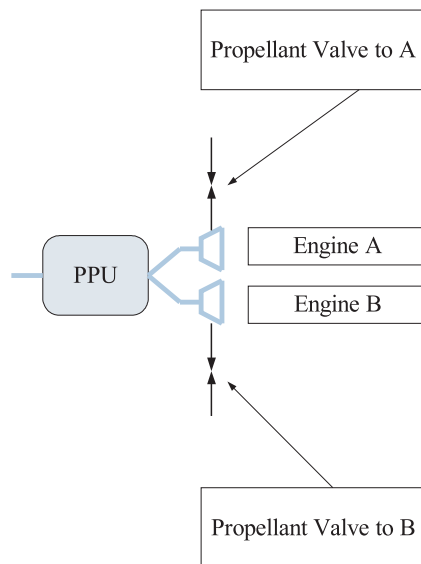 Propellant Valve to A
PPU
Engine A
Engine B
Propellant Valve to B